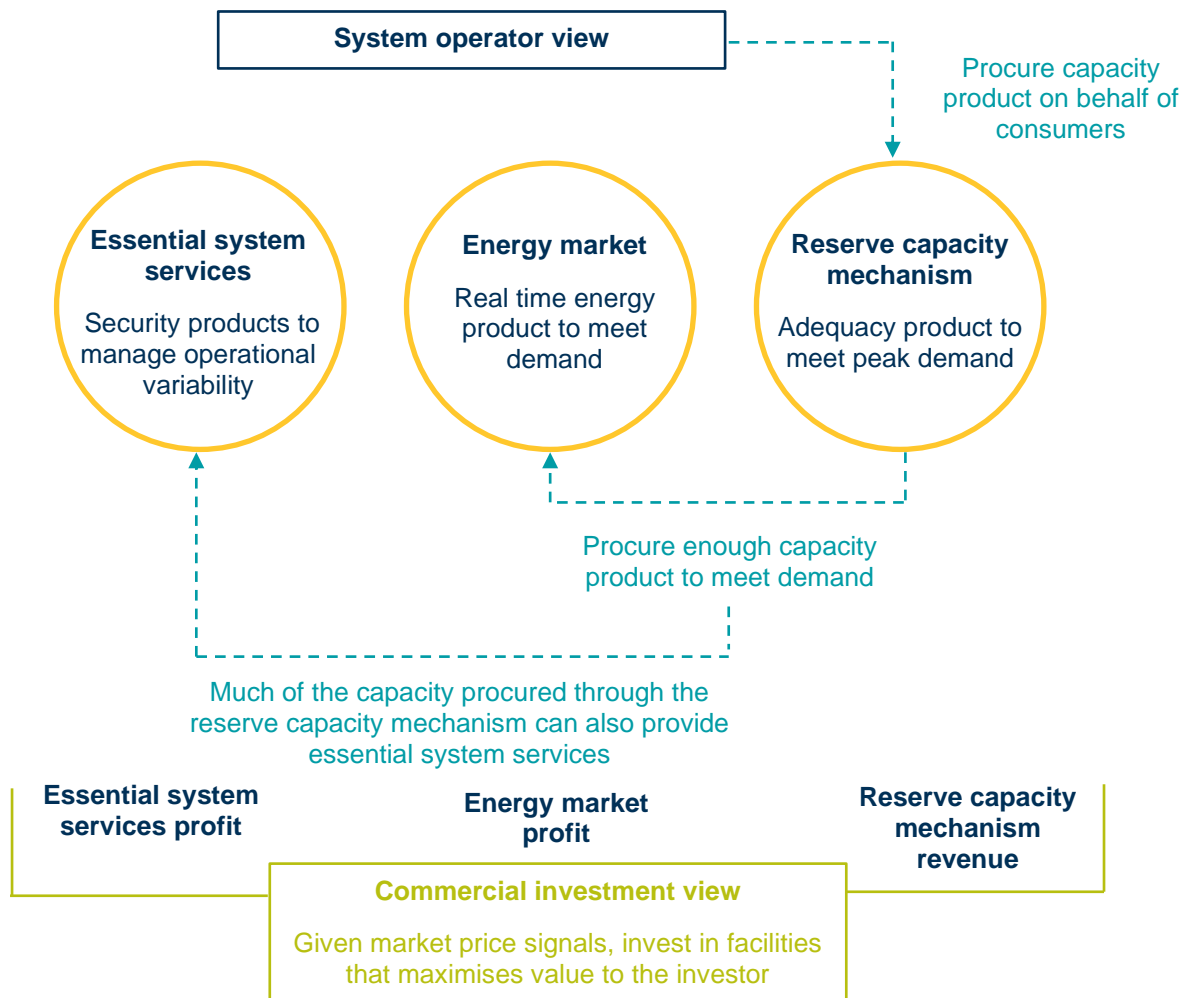 System operator view
Procure capacity
product on behalf of
consumers
Essential system
services
Security products to
manage operational
variability
Energy market
Real time energy
product to meet
demand
Reserve capacity
mechanism
Adequacy product to
meet peak demand
Procure enough capacity
product to meet demand
Much of the capacity procured through the
reserve capacity mechanism can also provide
essential system services
Essential system
services profit
Energy market
profit
Reserve capacity
mechanism
revenue
Commercial investment view
Given market price signals, invest in facilities
that maximises value to the investor